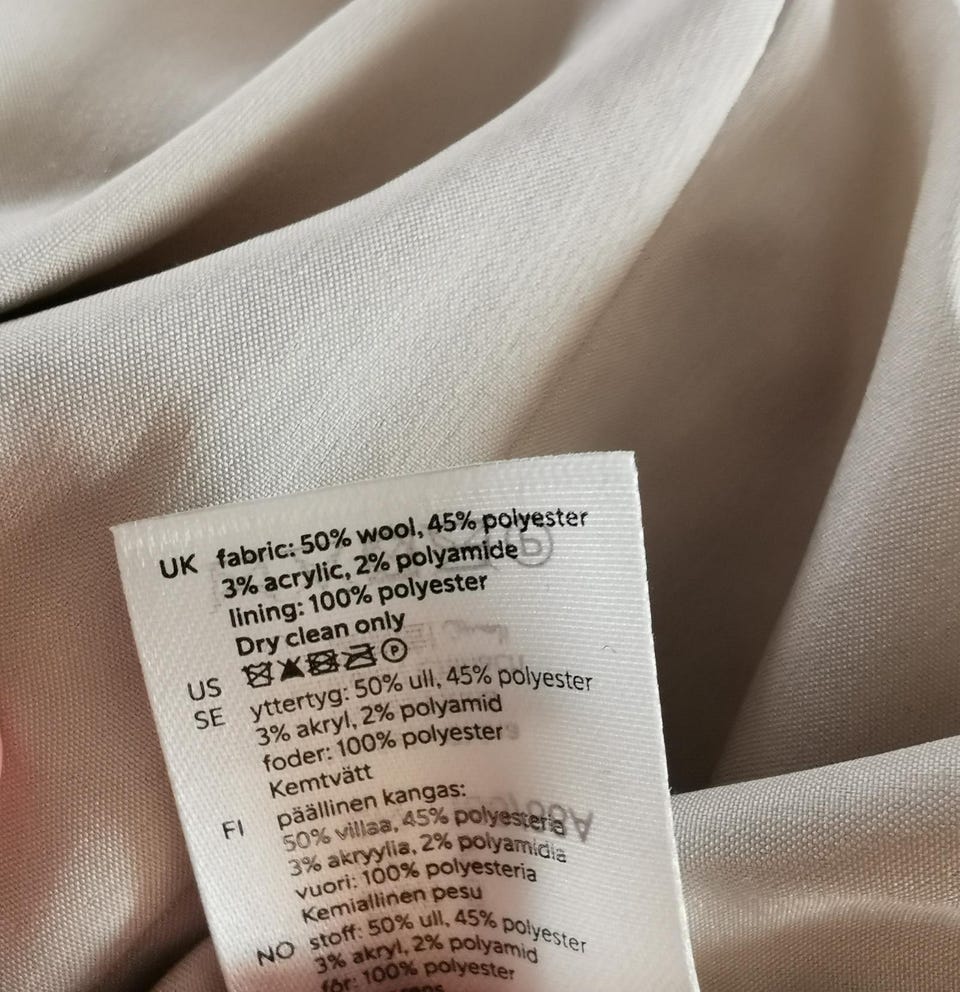 UK fabric: 50% wool, 45% polyester
3% acrylic, 2% polyamide
lining: 100% polyester
Dry clean only
US
SE yttertyg: 50% ull, 45% polyester
3% akryl, 2% polyamid
foder: 100% polyester
Kemtvätt
FI päällinen kangas:
50% villaa, 45% polyesteria
3% akryylia, 2% polyamidia
vuori: 100% polyesteria
Kemiallinen pesu
NO stoff: 50% ull, 45% polyester
3% akryl, 2% polyamid
fôr: 100% polyester